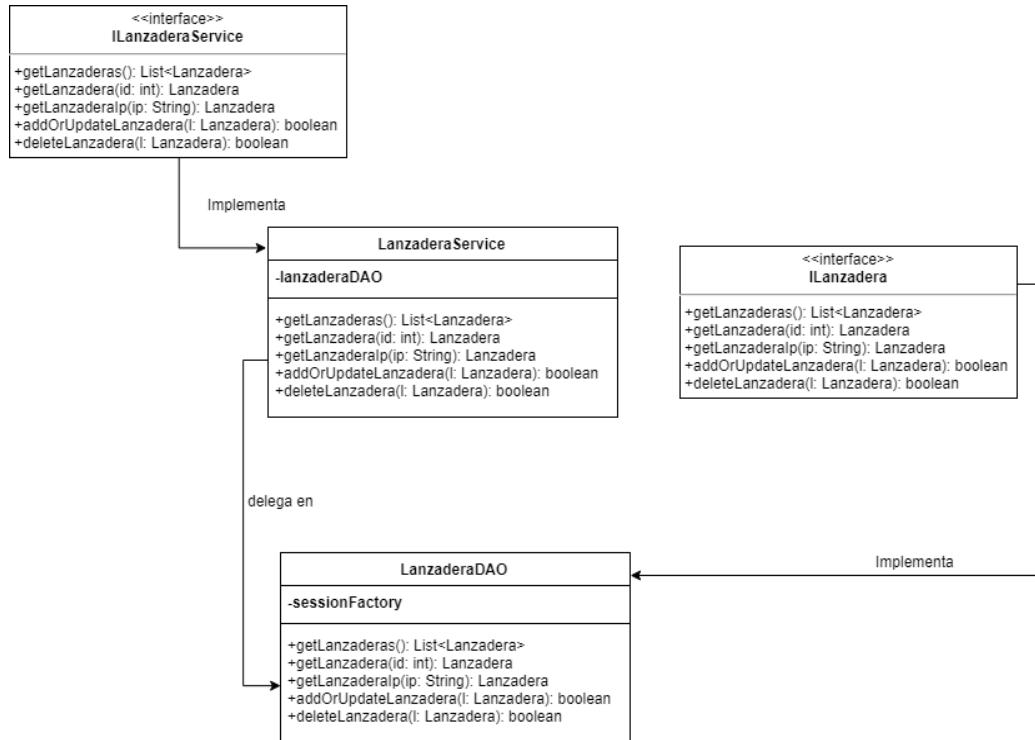 <<interface>>
ILanzaderaService
+getLanzaderas(): List<Lanzadera>
+getLanzadera(id: int): Lanzadera
+getLanzaderaIp(ip: String): Lanzadera
+addOrUpdateLanzadera(l: Lanzadera): boolean
+deleteLanzadera(l: Lanzadera): boolean
Implementa
LanzaderaService
-lanzaderaDAO
+getLanzaderas(): List<Lanzadera>
+getLanzadera(id: int): Lanzadera
+getLanzaderaIp(ip: String): Lanzadera
+addOrUpdateLanzadera(l: Lanzadera): boolean
+deleteLanzadera(l: Lanzadera): boolean
<<interface>>
ILanzadera
+getLanzaderas(): List<Lanzadera>
+getLanzadera(id: int): Lanzadera
+getLanzaderaIp(ip: String): Lanzadera
+addOrUpdateLanzadera(l: Lanzadera): boolean
+deleteLanzadera(l: Lanzadera): boolean
delega en
Implementa
LanzaderaDAO
-sessionFactory
+getLanzaderas(): List<Lanzadera>
+getLanzadera(id: int): Lanzadera
+getLanzaderaIp(ip: String): Lanzadera
+addOrUpdateLanzadera(l: Lanzadera): boolean
+deleteLanzadera(l: Lanzadera): boolean